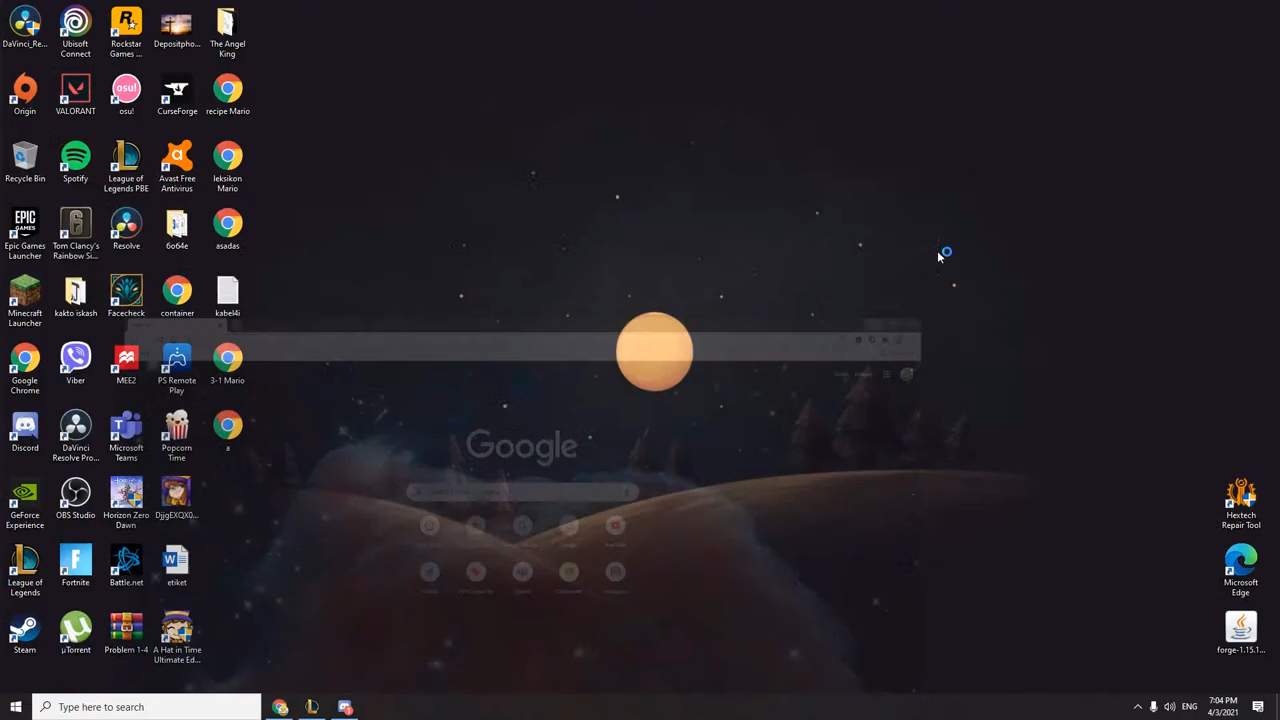 DaVinci_Re...
Ubisoft
Connect
Rockstar
Games ...
Depositpho...
The Angel
King
Origin
VALORANT
osu!
osu!
CurseForge
recipe Mario
Recycle Bin
Spotify
League of
Legends PBE
Avast Free
Antivirus
leksikon
Mario
EPIC
GAMES
Epic Games
Launcher
Tom Clancy's
Rainbow Si...
Resolve
6o64e
asadas
Minecraft
Launcher
kakto iskash
Facecheck
container
kabel4i
Google
Chrome
Viber
MEE2
PS Remote
Play
3-1 Mario
Discord
DaVinci
Resolve Pro...
Microsoft
Teams
Popcorn
Time
a
Google
GeForce
Experience
OBS Studio
Horizon Zero
Dawn
DjjgEXQX0...
Hextech
Repair Tool
League of
Legends
Fortnite
Battle.net
etiket
Microsoft
Edge
Steam
µTorrent
Problem 1-4
A Hat in Time
Ultimate Ed...
forge-1.15.1...
Type here to search
ENG
7:04 PM
4/3/2021